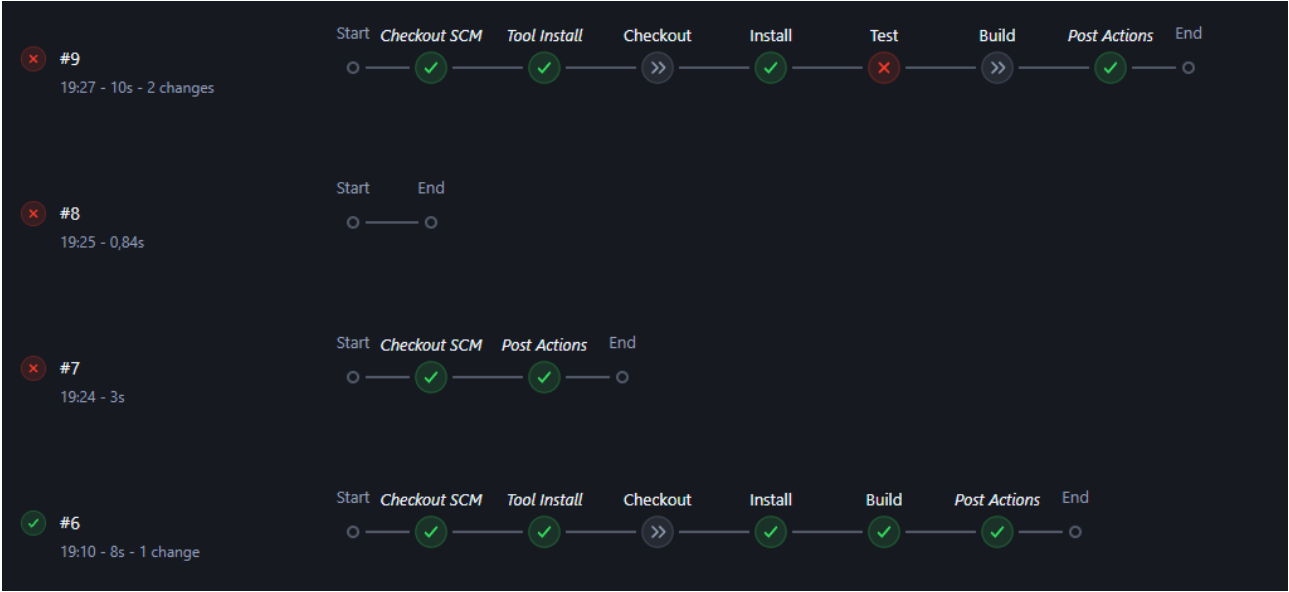 Start Checkout SCM Tool Install Checkout Install Test Build Post Actions End
#9
19:27 - 10s - 2 changes
Start End
#8
19:25 - 0,84s
Start Checkout SCM Post Actions End
#7
19:24 - 3s
Start Checkout SCM Tool Install Checkout Install Build Post Actions End
#6
19:10 - 8s - 1 change